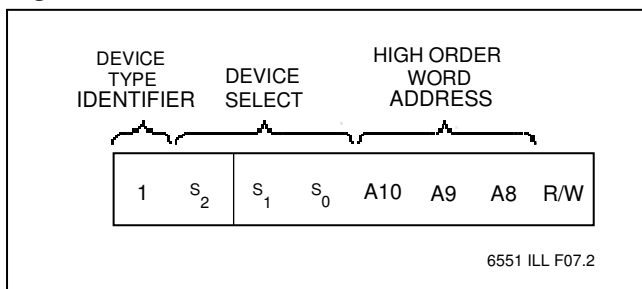 DEVICE
TYPE
IDENTIFIER
DEVICE
SELECT
HIGH ORDER
WORD
ADDRESS
1 S2 S1 S0 A10 A9 A8 R/W
6551 ILL F07.2